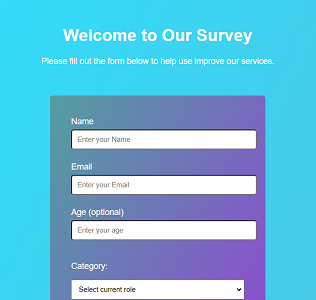 Welcome to Our Survey
Please fill out the form below to help use improve our services.
Name
Enter your Name
Email
Enter your Email
Age (optional)
Enter your age
Category:
Select current role